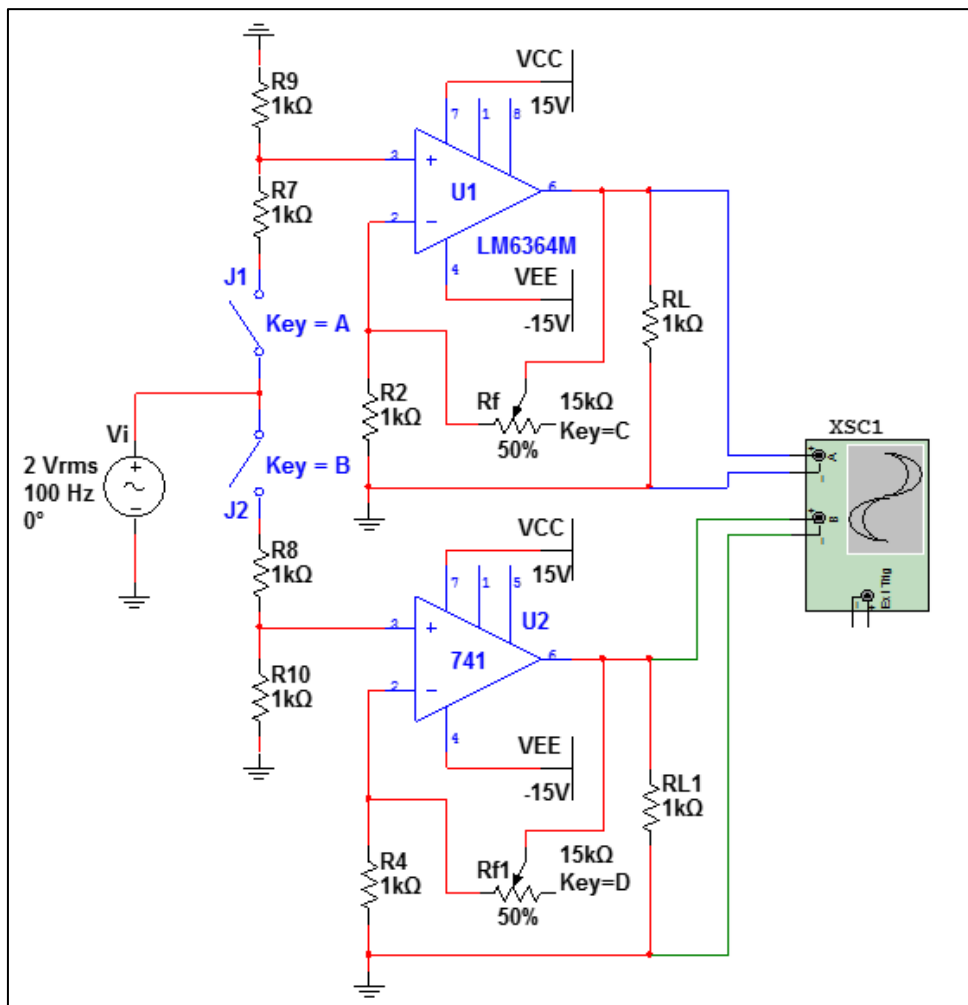 R9
1kΩ
R7
1kΩ
J1
Key = A
Vi
2 Vrms
100 Hz
0°
Key = B
J2
R8
1kΩ
R10
1kΩ
VCC
15V
7
1
8
3
+
U1
6
2
−
LM6364M
4
VEE
-15V
RL
1kΩ
R2
1kΩ
Rf
15kΩ
Key=C
50%
XSC1
+
A
−
+
B
−
Ext Trig
−
+
VCC
15V
7
1
5
U2
3
+
741
6
2
−
4
VEE
-15V
RL1
1kΩ
R4
1kΩ
Rf1
15kΩ
Key=D
50%